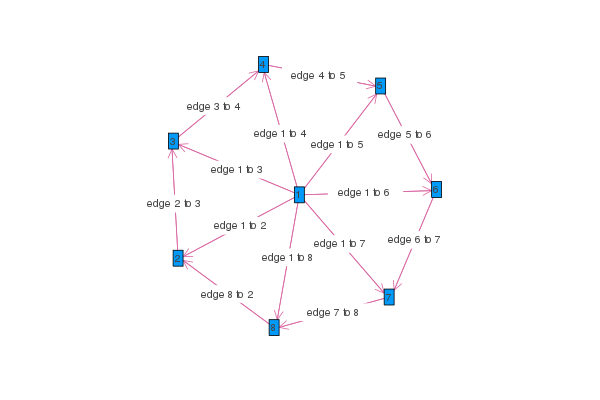 4
edge 4 to 5
5
edge 3 to 4
edge 1 to 4
edge 5 to 6
3
edge 1 to 5
edge 1 to 3
6
edge 1 to 6
1
edge 2 to 3
edge 1 to 2
edge 6 to 7
edge 1 to 7
2
edge 1 to 8
edge 8 to 2
7
edge 7 to 8
8